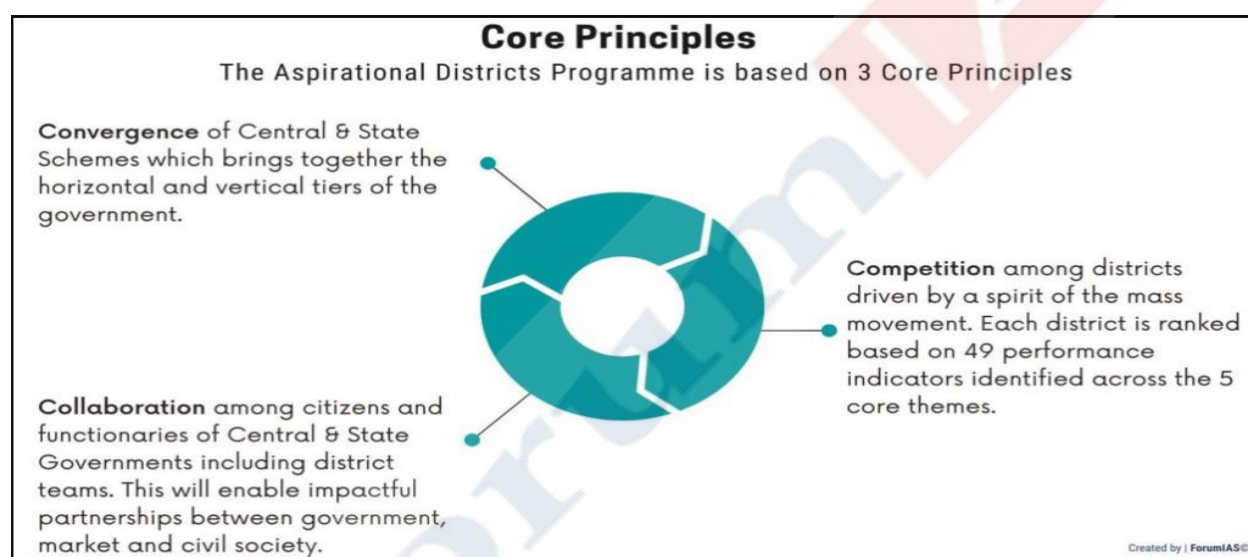 Core Principles
The Aspirational Districts Programme is based on 3 Core Principles
Convergence of Central & State
Schemes which brings together the
horizontal and vertical tiers of the
government.
Competition among districts
driven by a spirit of the mass
movement. Each district is ranked
based on 49 performance
indicators identified across the 5
core themes.
Collaboration among citizens and
functionaries of Central & State
Governments including district
teams. This will enable impactful
partnerships between government,
market and civil society.
Created by | ForumIAS©